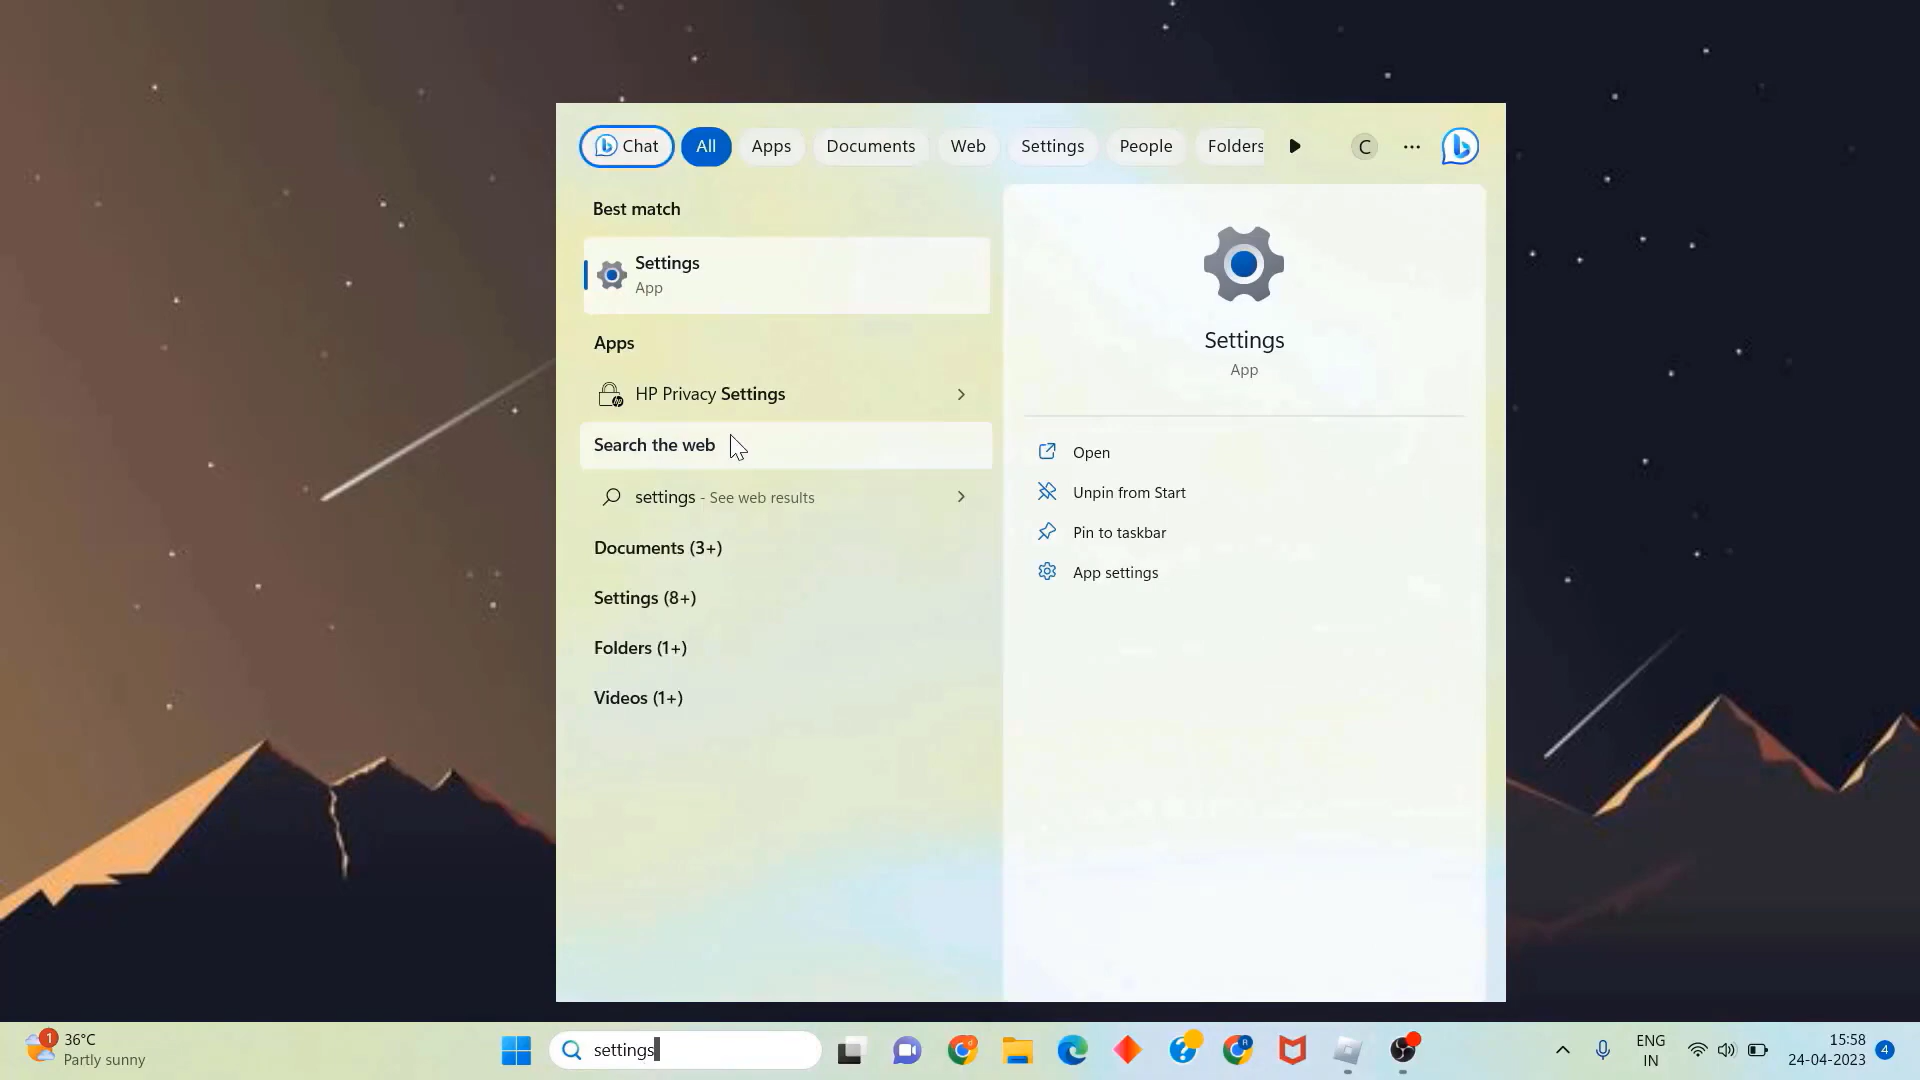 Chat All Apps Documents Web Settings People Folders C
Best match
Settings
App
Apps
HP Privacy Settings
Search the web
settings - See web results
Documents (3+)
Settings (8+)
Folders (1+)
Videos (1+)
Settings
App
Open
Unpin from Start
Pin to taskbar
App settings
1 36°C
Partly sunny
settings
ENG
IN
15:58
24-04-2023
4